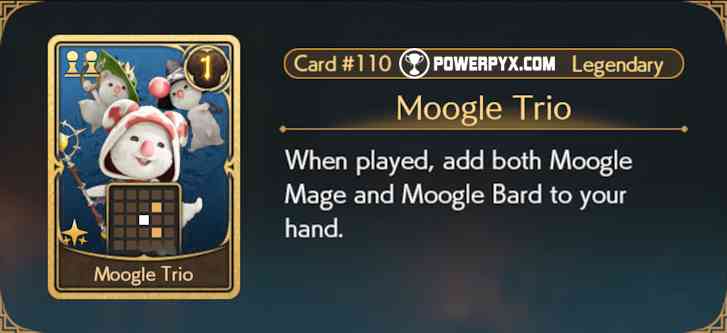 1
Moogle Trio
Card #110 POWERPYX.COM Legendary
Moogle Trio
When played, add both Moogle
Mage and Moogle Bard to your
hand.